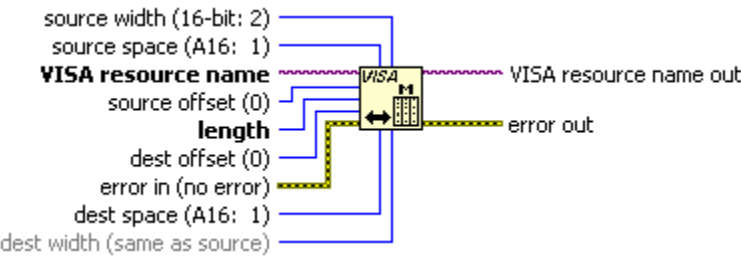 source width (16-bit: 2)
source space (A16: 1)
VISA resource name
source offset (0)
length
dest offset (0)
error in (no error)
dest space (A16: 1)
dest width (same as source)
VISA
M
VISA resource name out
error out